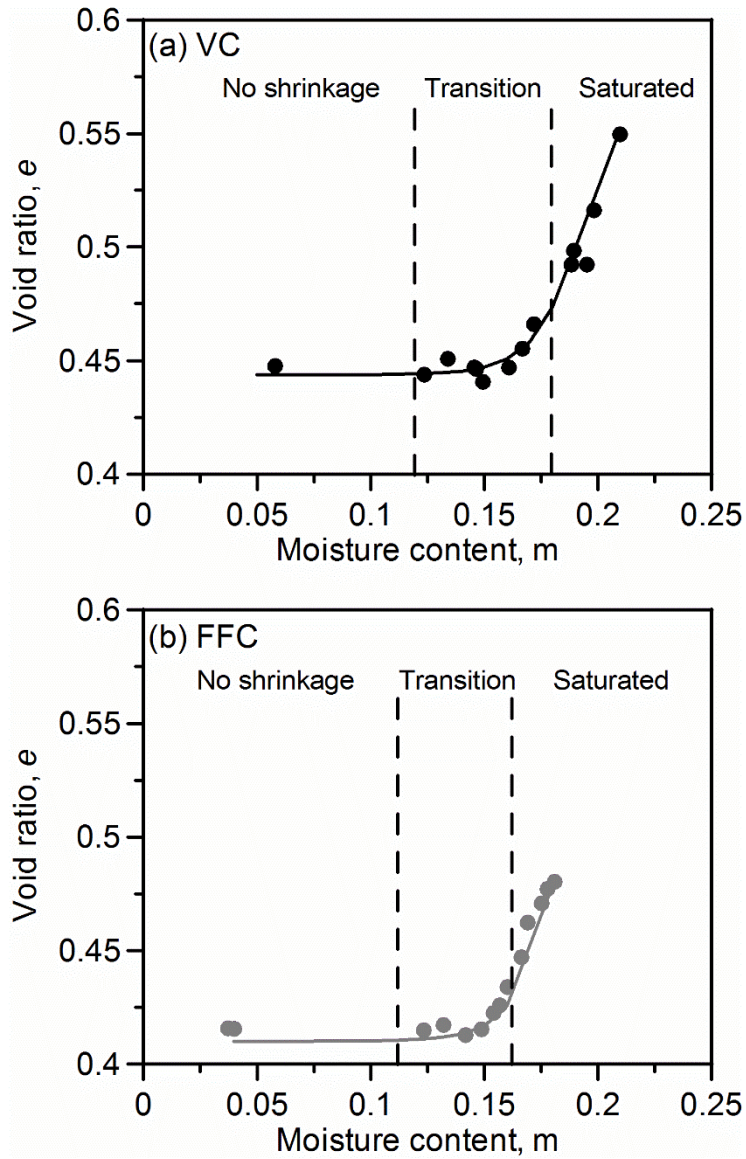 0.6
(a) VC
No shrinkage Transition Saturated
0.55
0.5
Void ratio, e
0.45
0.4
0 0.05 0.1 0.15 0.2 0.25
Moisture content, m
0.6
(b) FFC
No shrinkage Transition Saturated
0.55
0.5
Void ratio, e
0.45
0.4
0 0.05 0.1 0.15 0.2 0.25
Moisture content, m